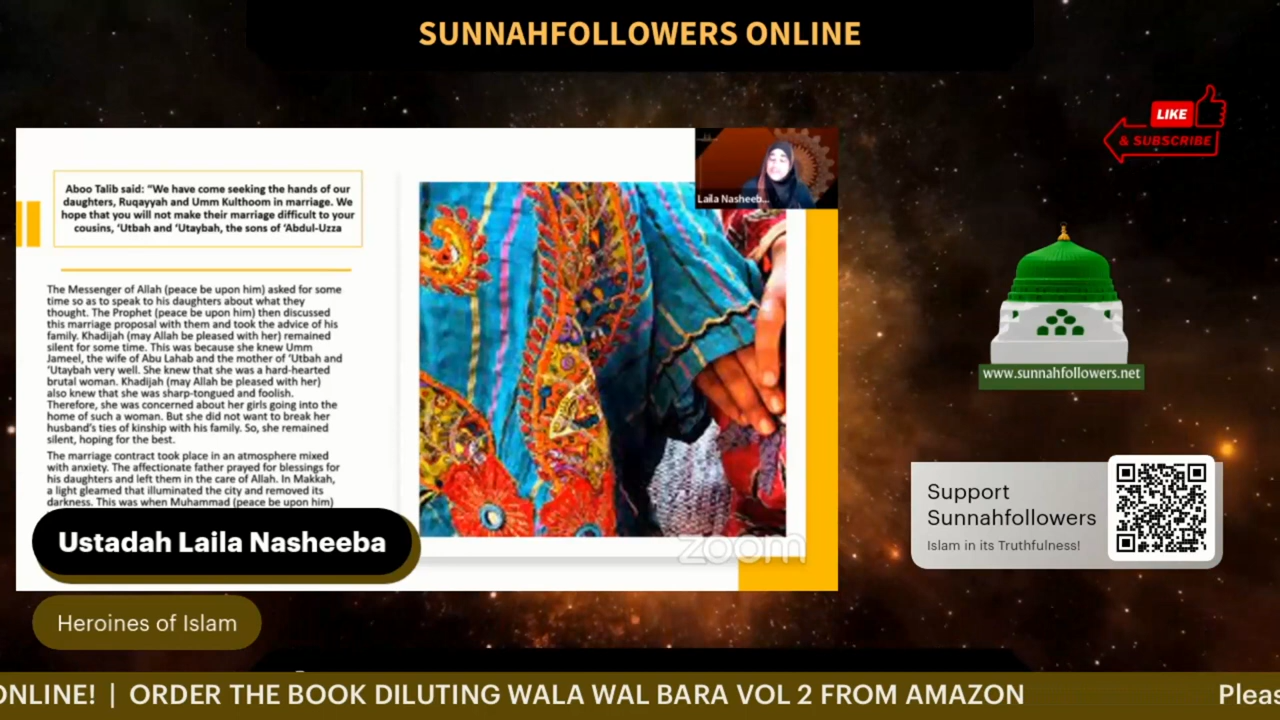 SUNNAHFOLLOWERS ONLINE
LIKE
& SUBSCRIBE
Laila Nasheeb...
Aboo Talib said: "We have come seeking the hands of our
daughters, Ruqayyah and Umm Kulthoom in marriage. We
hope that you will not make their marriage difficult to your
cousins, 'Utbah and 'Utaybah, the sons of 'Abdul-Uzza
The Messenger of Allah (peace be upon him) asked for some
time so as to speak to his daughters about what they
thought. The Prophet (peace be upon him) then discussed
this marriage proposal with them and took the advice of his
family. Khadijah (may Allah be pleased with her) remained
silent for some time. This was because she knew Umm
Jameel, the wife of Abu Lahab and the mother of 'Utbah and
'Utaybah very well. She knew that she was a hard-hearted
brutal woman. Khadijah (may Allah be pleased with her)
also knew that she was sharp-tongued and foolish.
Therefore, she was concerned about her girls going into the
home of such a woman. But she did not want to break her
husband's ties of kinship with his family. So, she remained
silent, hoping for the best.
The marriage contract took place in an atmosphere mixed
with anxiety. The affectionate father prayed for blessings for
his daughters and left them in the care of Allah. In Makkah,
a light gleamed that illuminated the city and removed its
darkness. This was when Muhammad (peace be upon him)
zoom
www.sunnahfollowers.net
Support
Sunnahfollowers
Islam in its Truthfulness!
Ustadah Laila Nasheeba
Heroines of Islam
ONLINE! | ORDER THE BOOK DILUTING WALA WAL BARA VOL 2 FROM AMAZON
Pleas